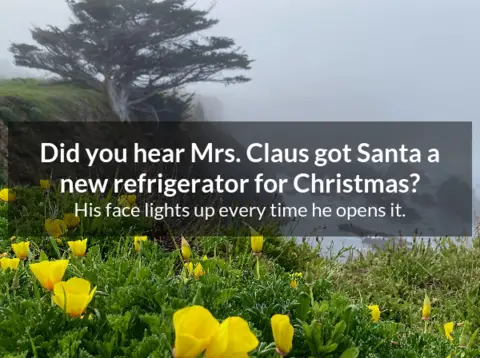 Did you hear Mrs. Claus got Santa a
new refrigerator for Christmas?
His face lights up every time he opens it.